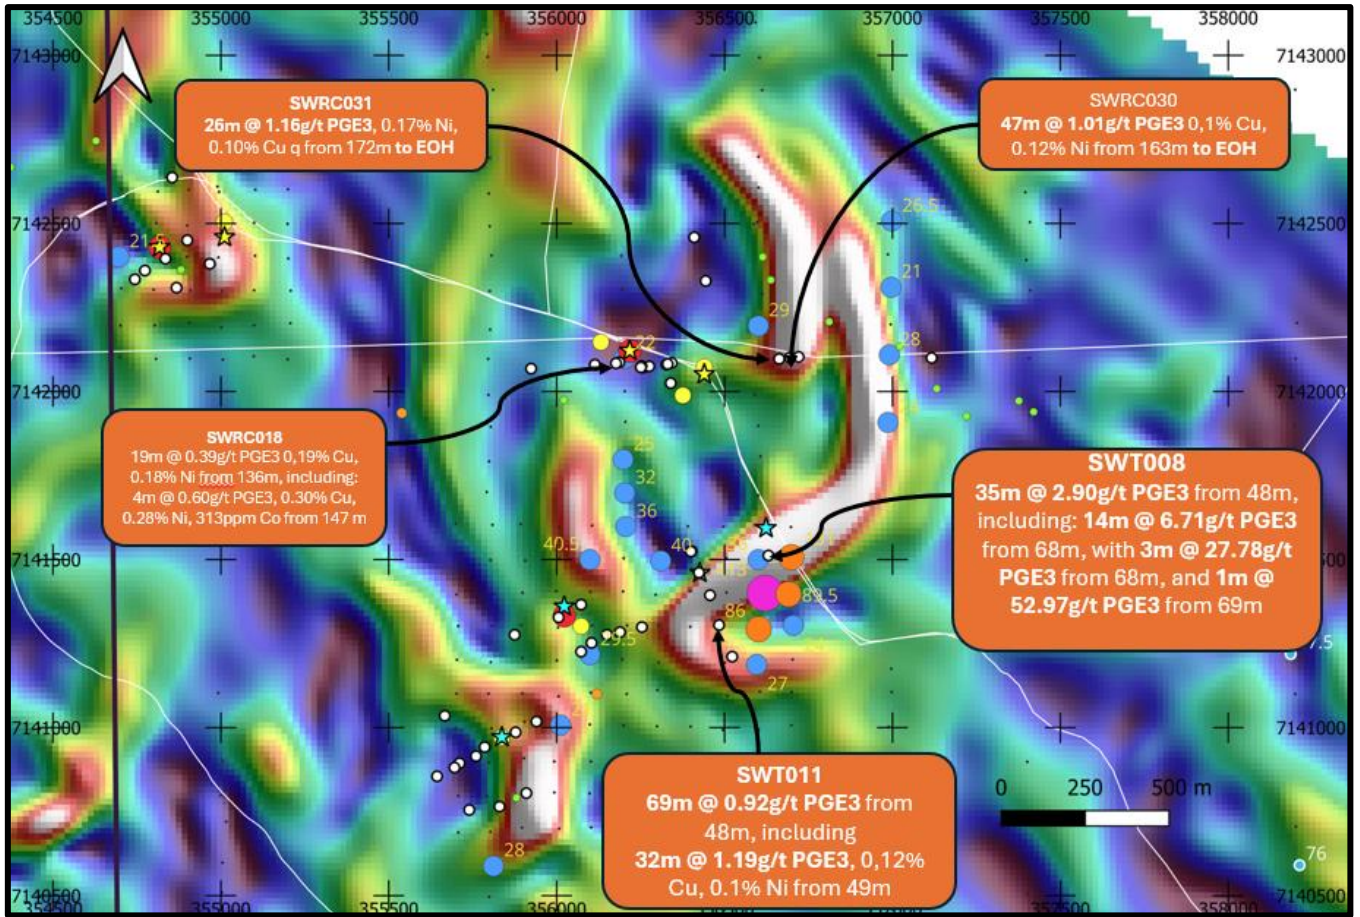 354500 355000 355500 356000 356500 357000 357500 358000
7143000 7143000
SWRC031
26m @ 1.16g/t PGE3, 0.17% Ni,
0.10% Cu q from 172m to EOH
SWRC030
47m @ 1.01g/t PGE3 0,1% Cu,
0.12% Ni from 163m to EOH
7142500 7142500
26.5
21.5
21
29
28
22
7142000 7142000
SWRC018
19m @ 0.39g/t PGE3 0,19% Cu,
0.18% Ni from 136m, including:
4m @ 0.60g/t PGE3, 0.30% Cu,
0.28% Ni, 313ppm Co from 147 m
25
32
36
SWT008
35m @ 2.90g/t PGE3 from 48m,
including: 14m @ 6.71g/t PGE3
from 68m, with 3m @ 27.78g/t
PGE3 from 68m, and 1m @
52.97g/t PGE3 from 69m
7141500
40.5
40
86
89.5
29.5
27
7.5
7141000 7141000
SWT011
69m @ 0.92g/t PGE3 from
48m, including
32m @ 1.19g/t PGE3, 0,12%
Cu, 0.1% Ni from 49m
0 250 500 m
28
76
7140500 7140500
354500 355000 355500 356000 357000 357500 358000